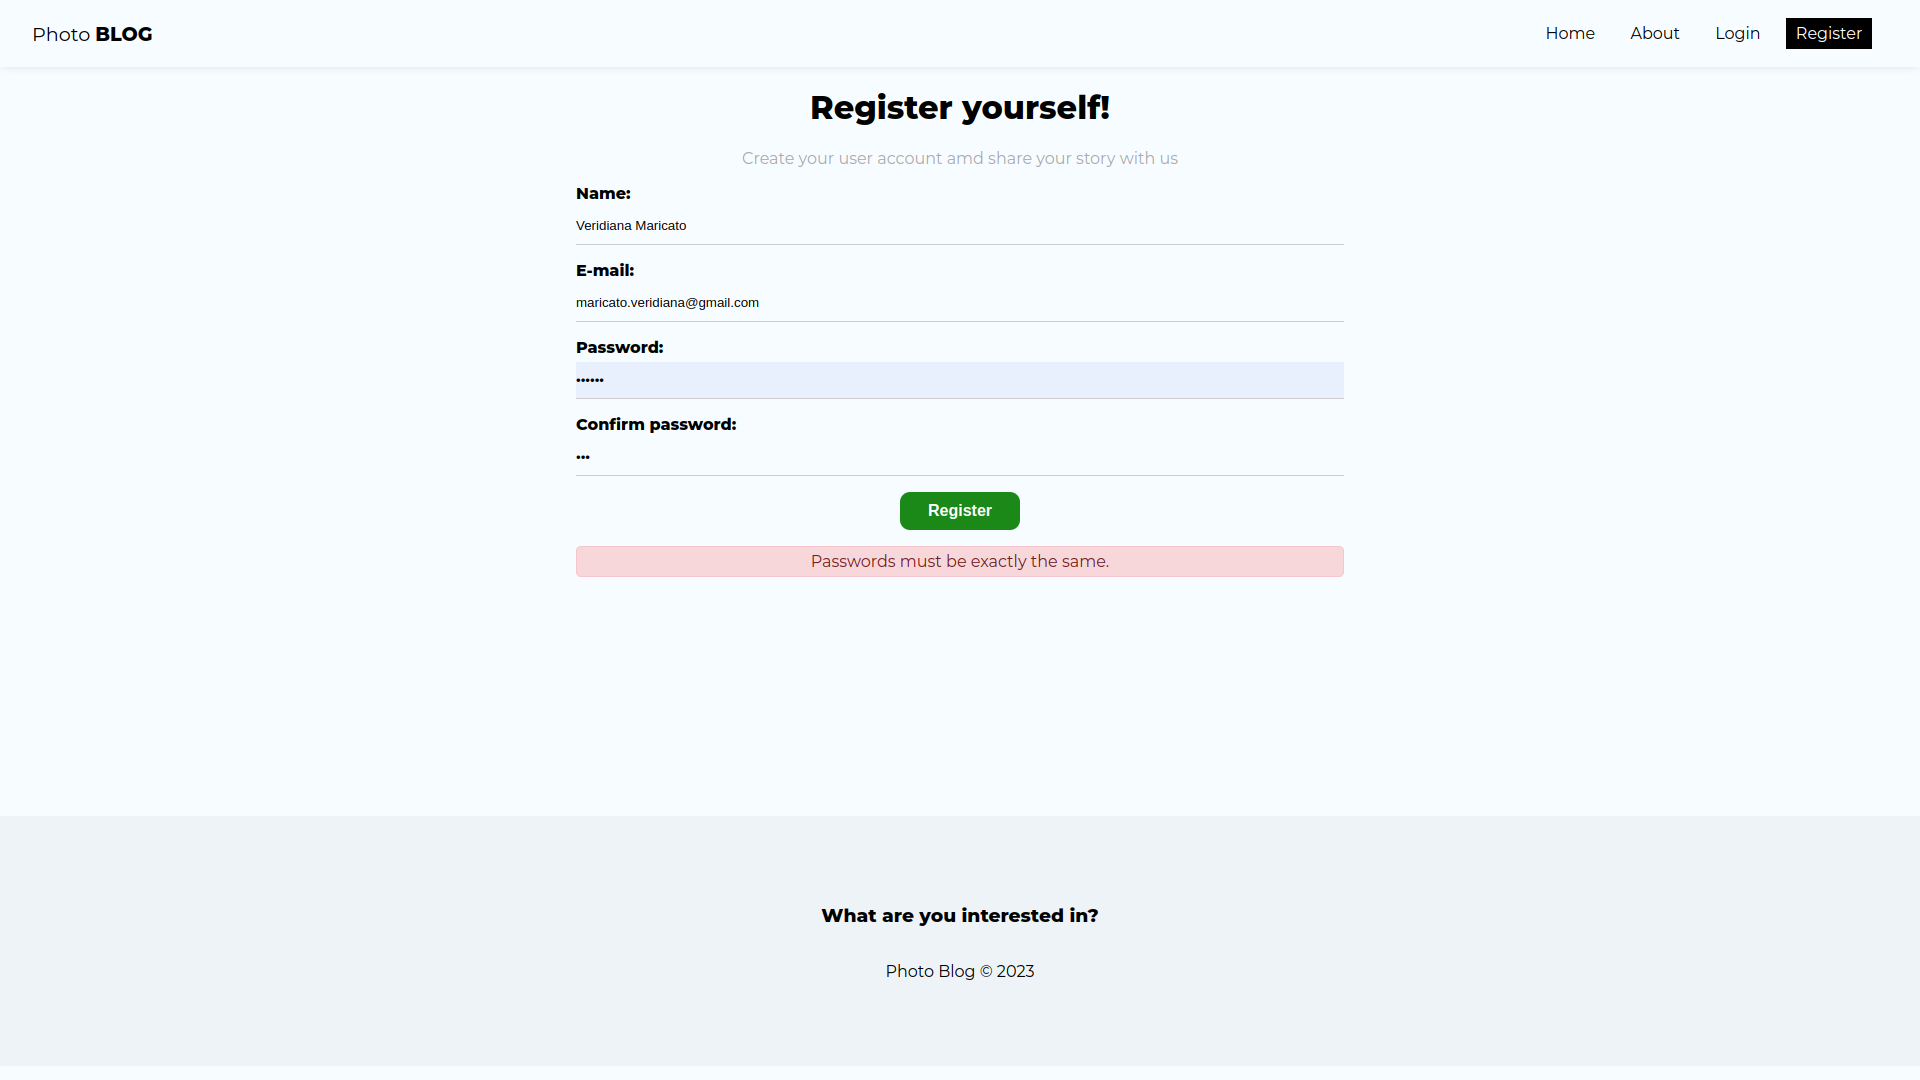 Photo BLOG
Home About Login Register
Register yourself!
Create your user account amd share your story with us
Name:
Veridiana Maricato
E-mail:
maricato.veridiana@gmail.com
Password:
••••••
Confirm password:
•••
Register
Passwords must be exactly the same.
What are you interested in?
Photo Blog © 2023